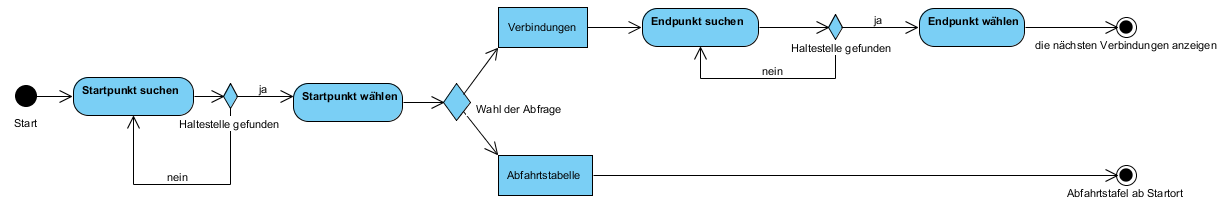 Start
Startpunkt suchen
Haltestelle gefunden
ja
nein
Startpunkt wählen
Wahl der Abfrage
Verbindungen
Endpunkt suchen
Haltestelle gefunden
ja
nein
Endpunkt wählen
die nächsten Verbindungen anzeigen
Abfahrtstabelle
Abfahrtstafel ab Startort